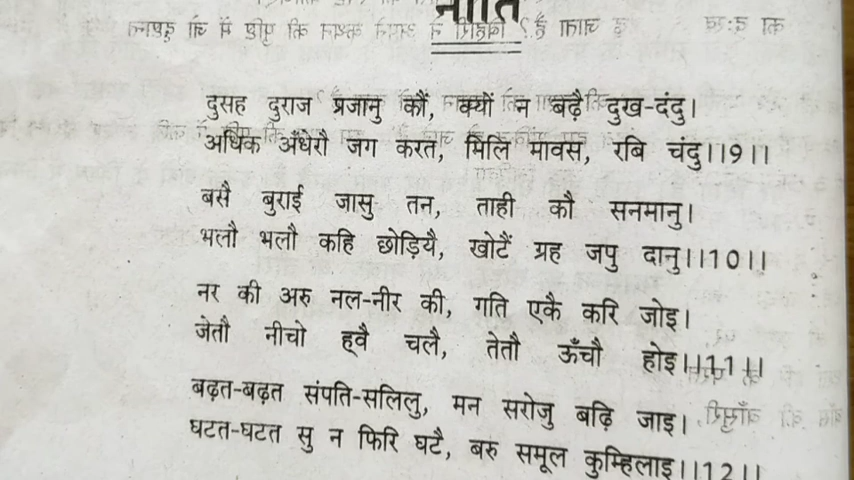 नीति
दुसह दुराज प्रजानु कौं, क्यों न बढ़ै दुख-दंदु।
अधिक अँधेरौ जग करत, मिलि मावस, रबि चंदु।।9।।
बसै बुराई जासु तन, ताही कौ सनमानु।
भलौ भलौ कहि छोड़ियै, खोटैं ग्रह जपु दानु।।10।।
नर की अरु नल-नीर की, गति एकै करि जोइ।
जेतौ नीचो ह्वै चलै, तेतौ ऊँचौ होइ।।11।।
बढ़त-बढ़त संपति-सलिलु, मन सरोजु बढ़ि जाइ।
घटत-घटत सु न फिरि घटै, बरु समूल कुम्हिलाइ।।12।।